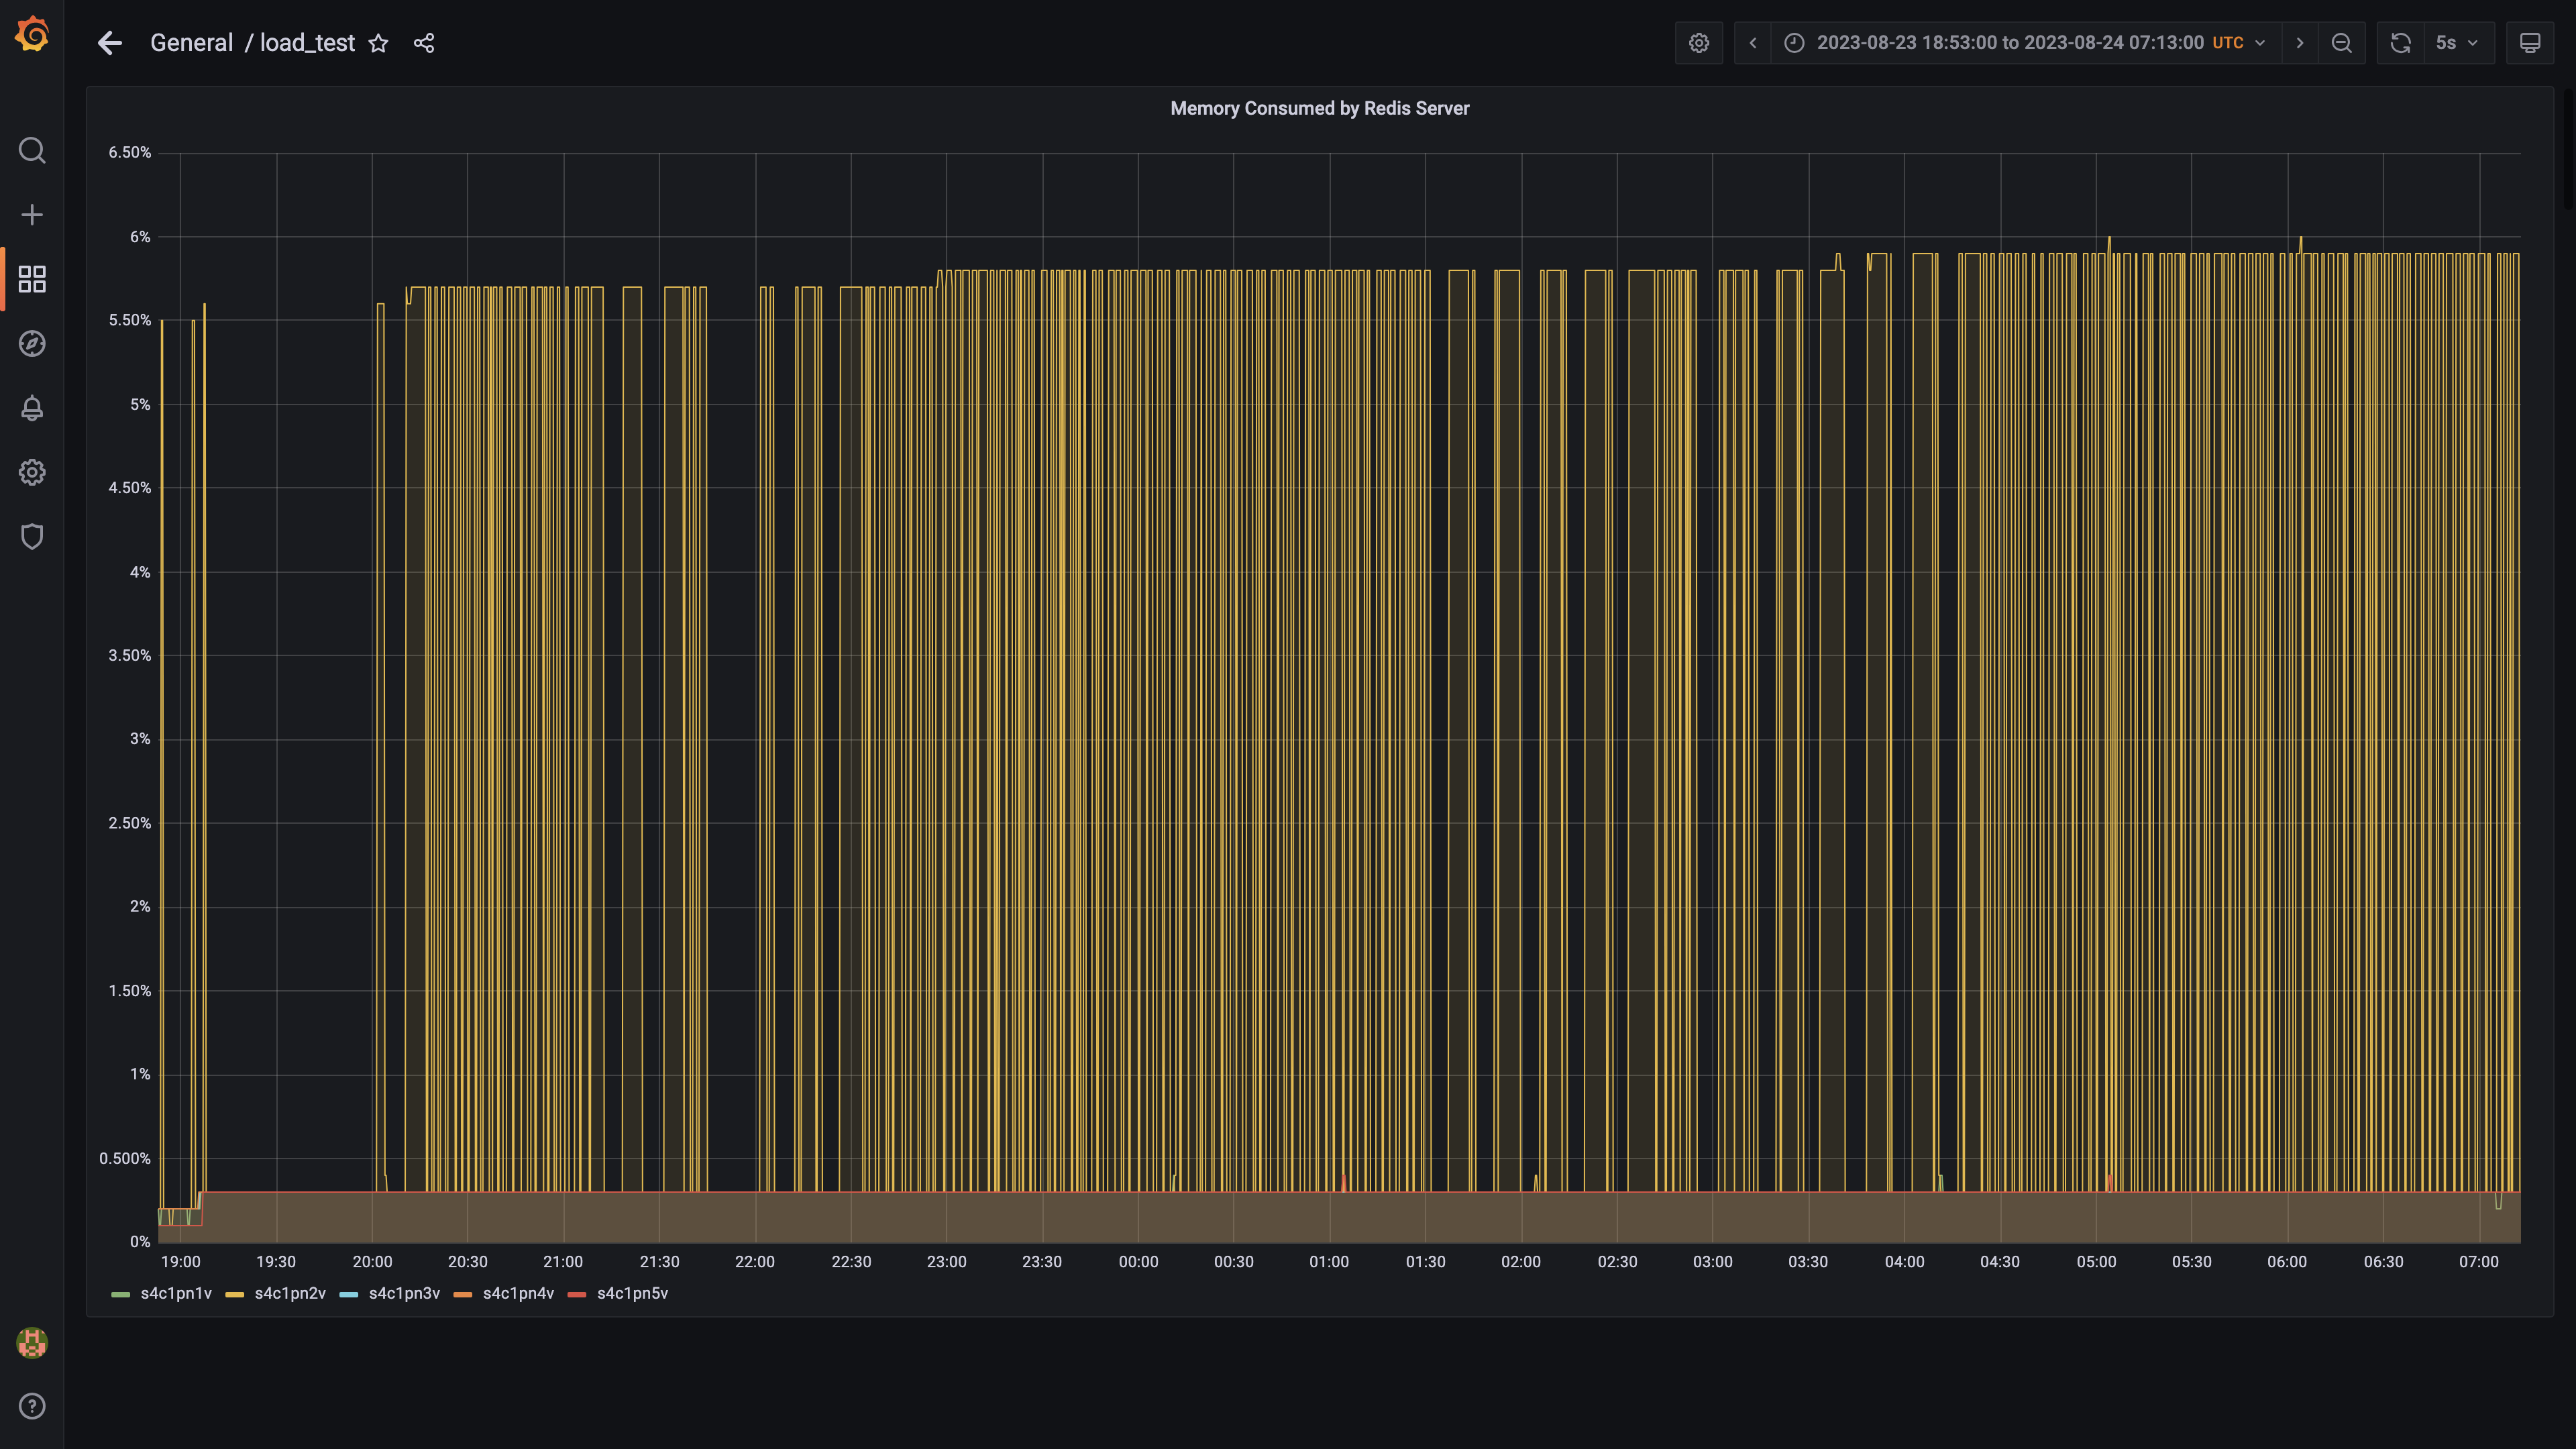 General / load_test
2023-08-23 18:53:00 to 2023-08-24 07:13:00 UTC
5s
Memory Consumed by Redis Server
6.50%
6%
5.50%
5%
4.50%
4%
3.50%
3%
2.50%
2%
1.50%
1%
0.500%
0%
19:00 19:30 20:00 20:30 21:00 21:30 22:00 22:30 23:00 23:30 00:00 00:30 01:00 01:30 02:00 02:30 03:00 03:30 04:00 04:30 05:00 05:30 06:00 06:30 07:00
s4c1pn1v s4c1pn2v s4c1pn3v s4c1pn4v s4c1pn5v